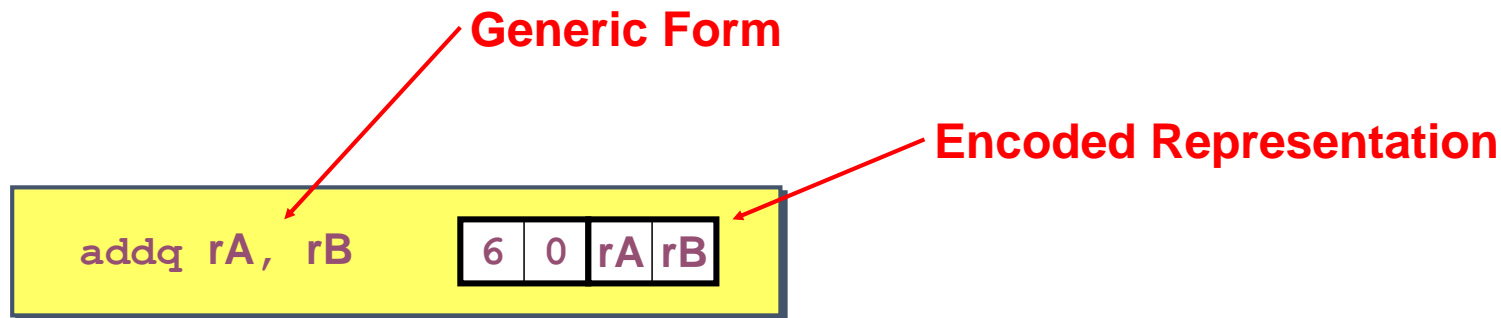 Generic Form
Encoded Representation
addq rA, rB 6 0 rA rB